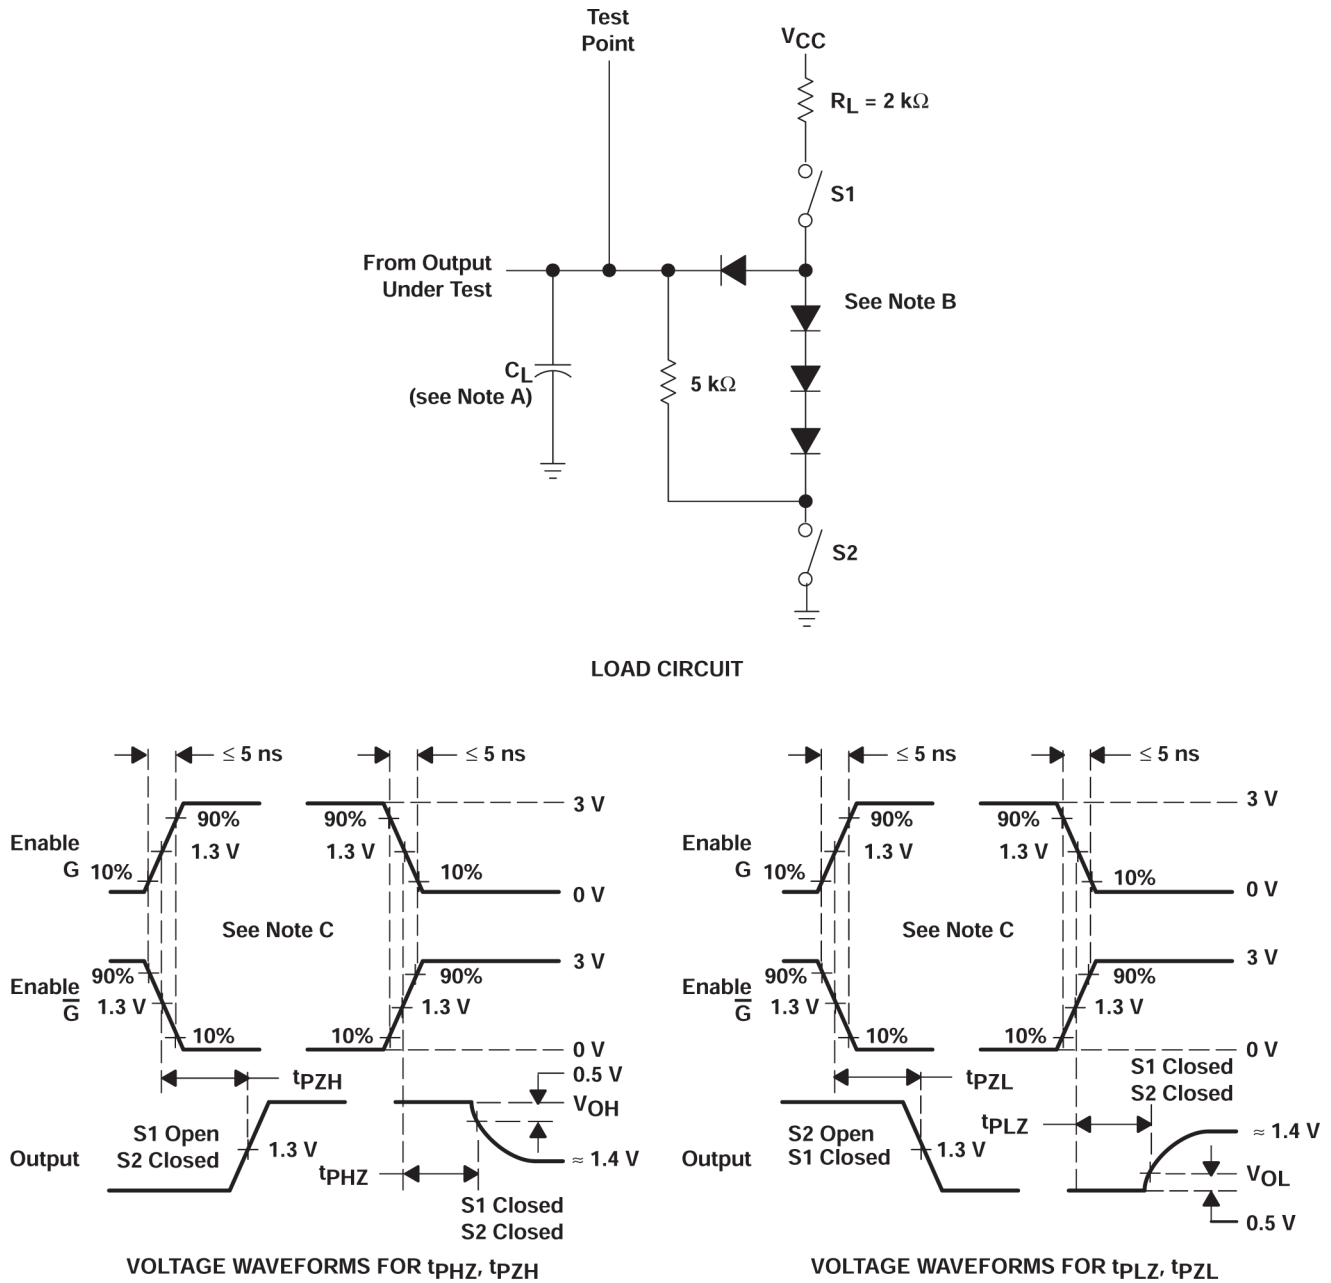 Test
Point
VCC
RL = 2 kΩ
S1
From Output
Under Test
See Note B
CL
(see Note A)
5 kΩ
S2
LOAD CIRCUIT
≤ 5 ns
≤ 5 ns
3 V
90%
90%
Enable
G
1.3 V
1.3 V
10%
10%
0 V
See Note C
3 V
90%
90%
Enable
G̅
1.3 V
1.3 V
10%
10%
0 V
tPZH
0.5 V
VOH
S1 Open
S2 Closed
Output
1.3 V
tPHZ
≈ 1.4 V
S1 Closed
S2 Closed
VOLTAGE WAVEFORMS FOR tPHZ, tPZH
≤ 5 ns
≤ 5 ns
3 V
90%
90%
Enable
G
1.3 V
1.3 V
10%
10%
0 V
See Note C
3 V
90%
90%
Enable
G̅
1.3 V
1.3 V
10%
10%
0 V
S1 Closed
S2 Closed
tPZL
tPLZ
S2 Open
S1 Closed
Output
1.3 V
≈ 1.4 V
VOL
0.5 V
VOLTAGE WAVEFORMS FOR tPLZ, tPZL